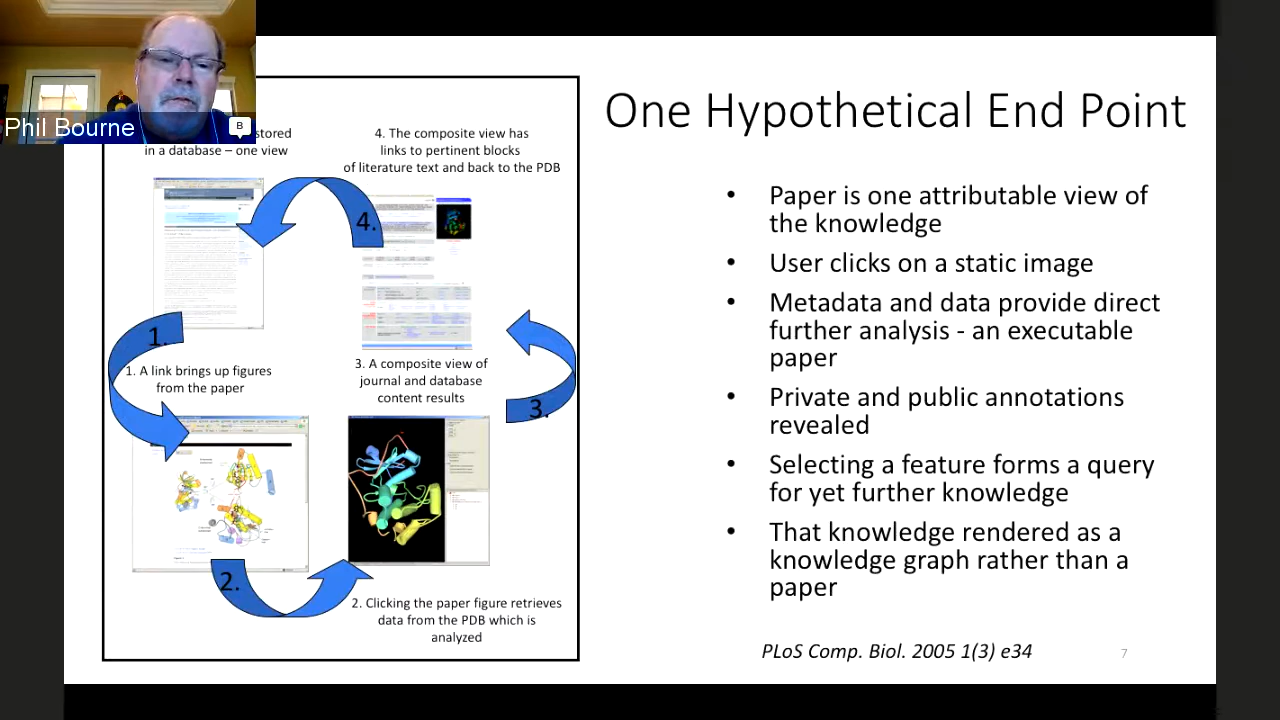 Phil Bourne
B
stored
in a database – one view
4. The composite view has
links to pertinent blocks
of literature text and back to the PDB
4.
1.
1. A link brings up figures
from the paper
3. A composite view of
journal and database
content results
3.
2.
2. Clicking the paper figure retrieves
data from the PDB which is
analyzed
One Hypothetical End Point
• Paper is one attributable view of
the knowledge
• User clicks on a static image
• Metadata and data provide direct
further analysis - an executable
paper
• Private and public annotations
revealed
• Selecting a feature forms a query
for yet further knowledge
• That knowledge rendered as a
knowledge graph rather than a
paper
PLoS Comp. Biol. 2005 1(3) e34
7